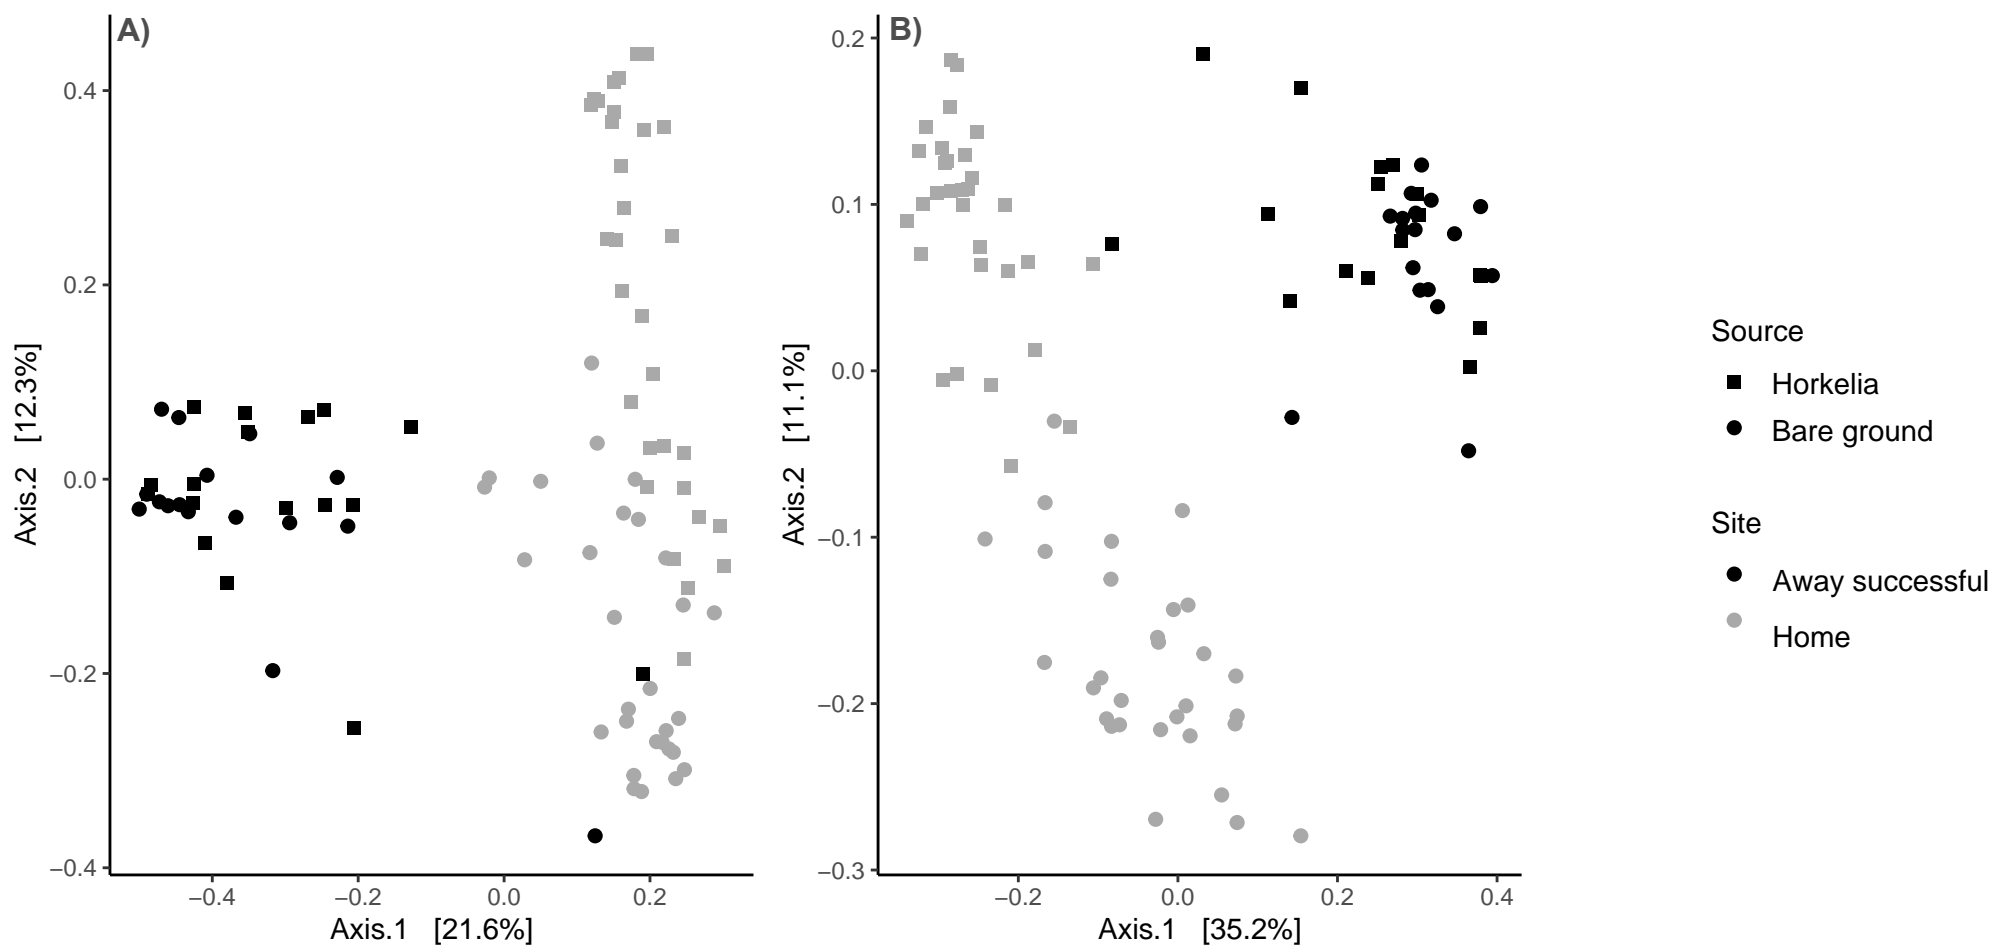 A)
0.4
0.2
0.0
−0.2
−0.4
Axis.2 [12.3%]
−0.4 −0.2 0.0 0.2
Axis.1 [21.6%]
B)
0.2
0.1
0.0
−0.1
−0.2
−0.3
Axis.2 [11.1%]
−0.2 0.0 0.2 0.4
Axis.1 [35.2%]
Source
Horkelia
Bare ground
Site
Away successful
Home